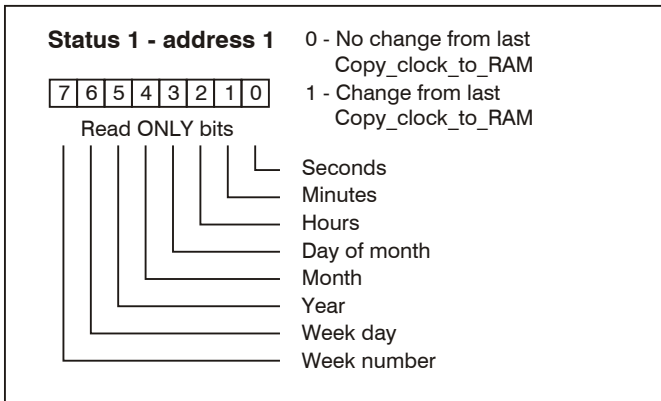 Status 1 - address 1
0 - No change from last
Copy_clock_to_RAM
1 - Change from last
Copy_clock_to_RAM
7 6 5 4 3 2 1 0
Read ONLY bits
Seconds
Minutes
Hours
Day of month
Month
Year
Week day
Week number